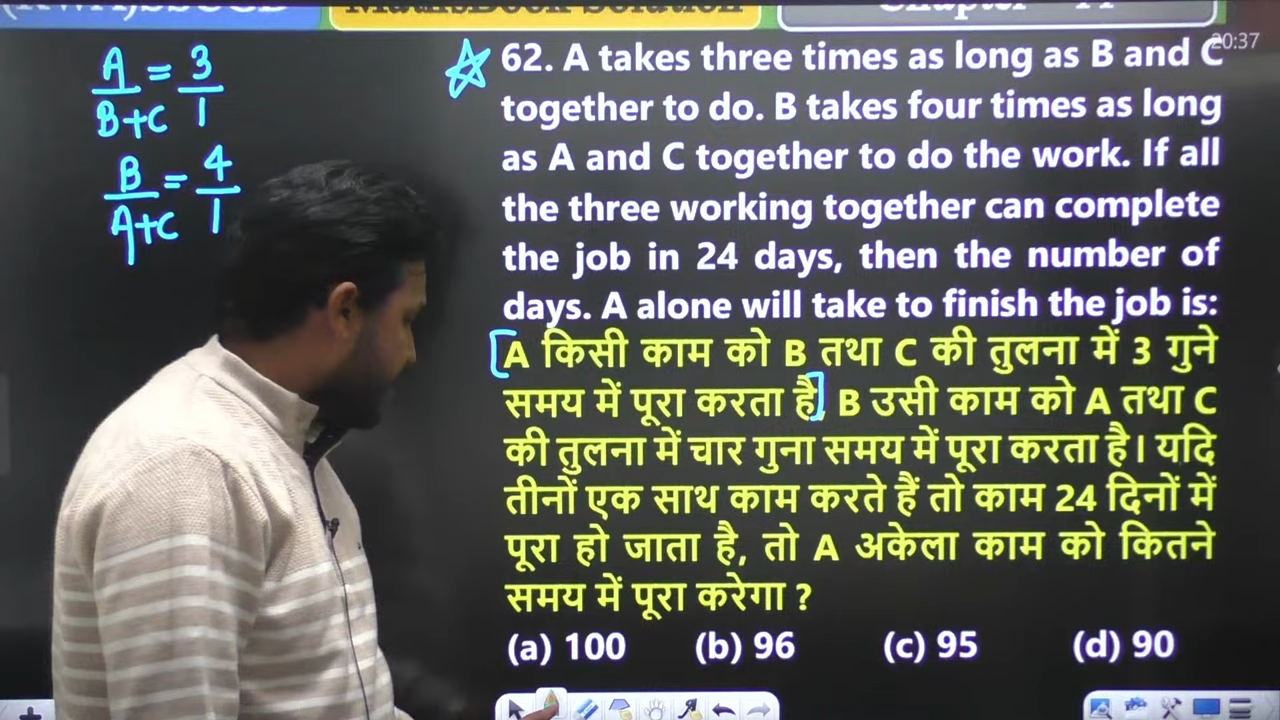 20:37
A/B+C = 3/1
B/A+C = 4/1
62. A takes three times as long as B and C
together to do. B takes four times as long
as A and C together to do the work. If all
the three working together can complete
the job in 24 days, then the number of
days. A alone will take to finish the job is:
A किसी काम को B तथा C की तुलना में 3 गुने
समय में पूरा करता है, B उसी काम को A तथा C
की तुलना में चार गुना समय में पूरा करता है। यदि
तीनों एक साथ काम करते हैं तो काम 24 दिनों में
पूरा हो जाता है, तो A अकेला काम को कितने
समय में पूरा करेगा ?
(a) 100 (b) 96 (c) 95 (d) 90